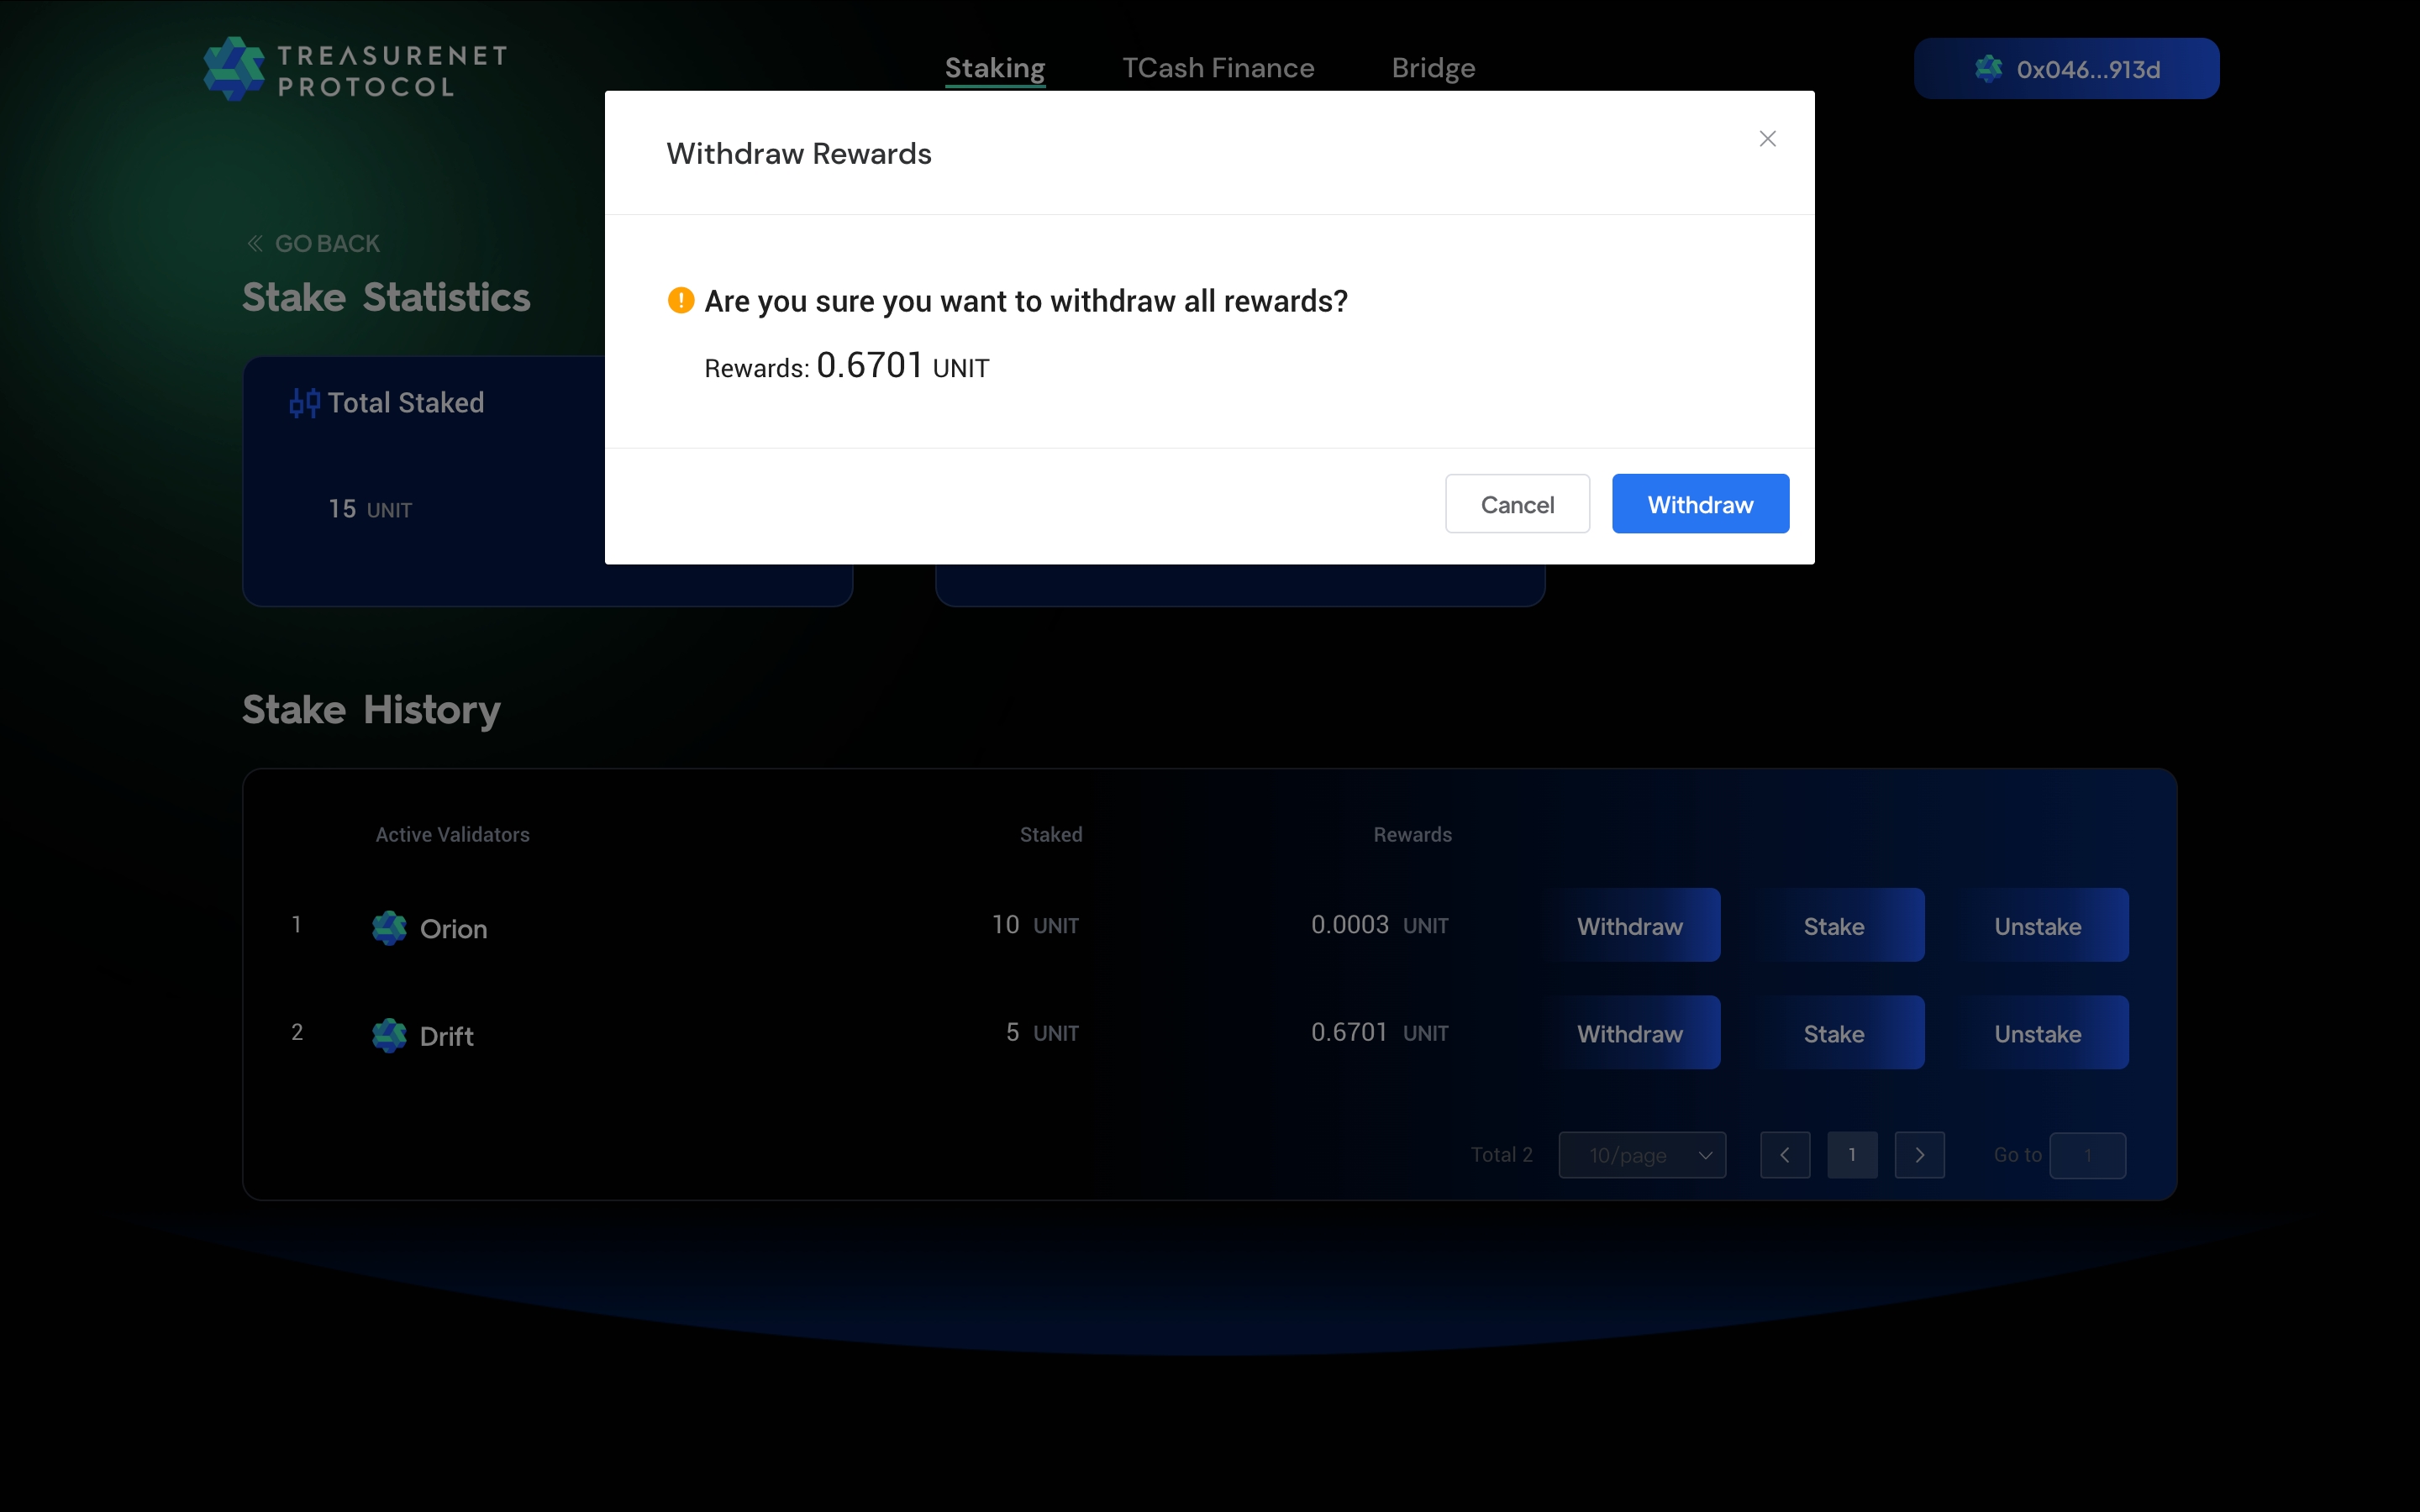 TREASURENET
PROTOCOL
Staking TCash Finance Bridge
0x046...913d
Withdraw Rewards
GO BACK
Stake Statistics
Are you sure you want to withdraw all rewards?
Rewards: 0.6701 UNIT
Total Staked
15 UNIT
Cancel Withdraw
Stake History
Active Validators Staked Rewards
1 Orion 10 UNIT 0.0003 UNIT Withdraw Stake Unstake
2 Drift 5 UNIT 0.6701 UNIT Withdraw Stake Unstake
Total 2 10/page 1 Go to 1